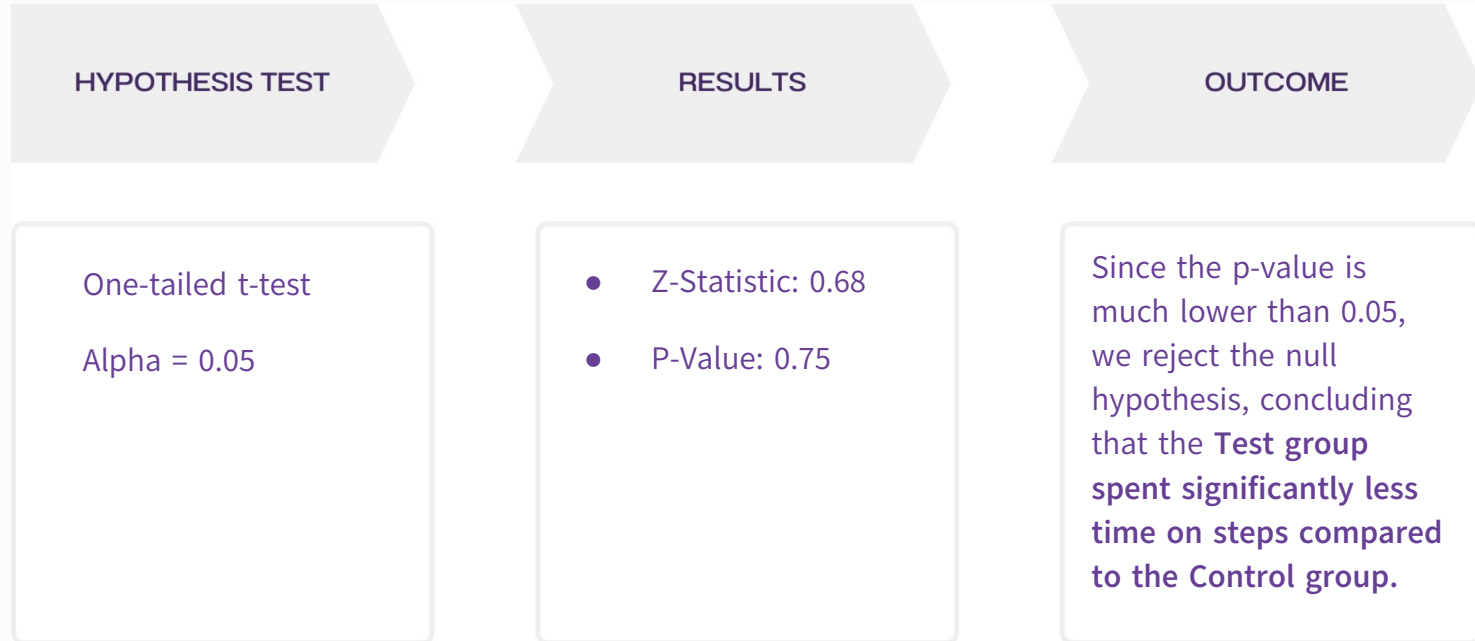 HYPOTHESIS TEST
RESULTS
OUTCOME
One-tailed t-test
Alpha = 0.05
● Z-Statistic: 0.68
● P-Value: 0.75
Since the p-value is
much lower than 0.05,
we reject the null
hypothesis, concluding
that the Test group
spent significantly less
time on steps compared
to the Control group.